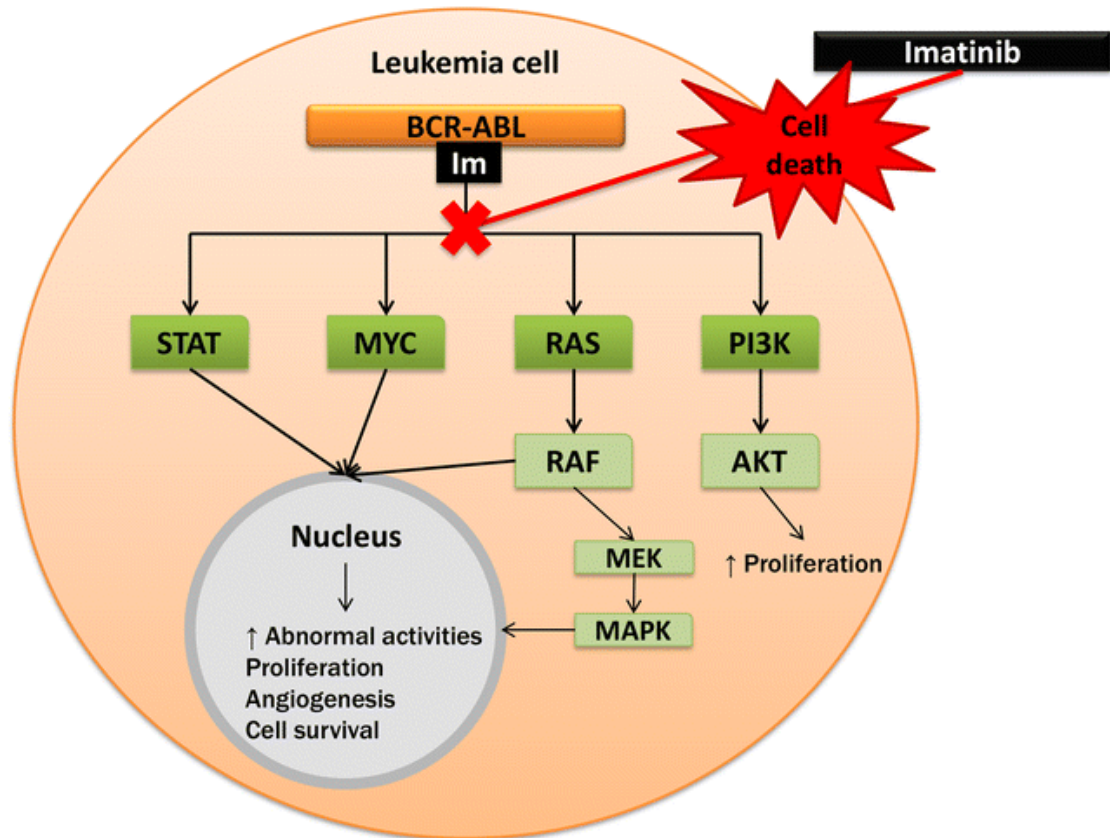 Imatinib
Leukemia cell
BCR-ABL
Im
Cell
death
STAT
MYC
RAS
PI3K
RAF
AKT
Nucleus
MEK
↑ Proliferation
MAPK
↑ Abnormal activities
Proliferation
Angiogenesis
Cell survival